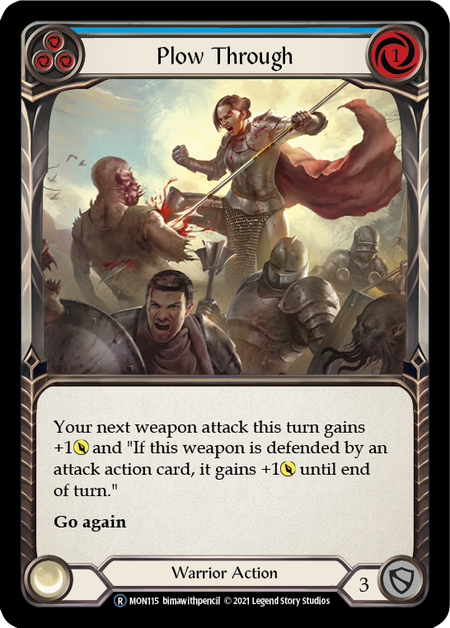 Plow Through
1
Your next weapon attack this turn gains
+1 and "If this weapon is defended by an
attack action card, it gains +1 until end
of turn."
Go again
Warrior Action
3
R MON115 bimawithpencil © 2021 Legend Story Studios